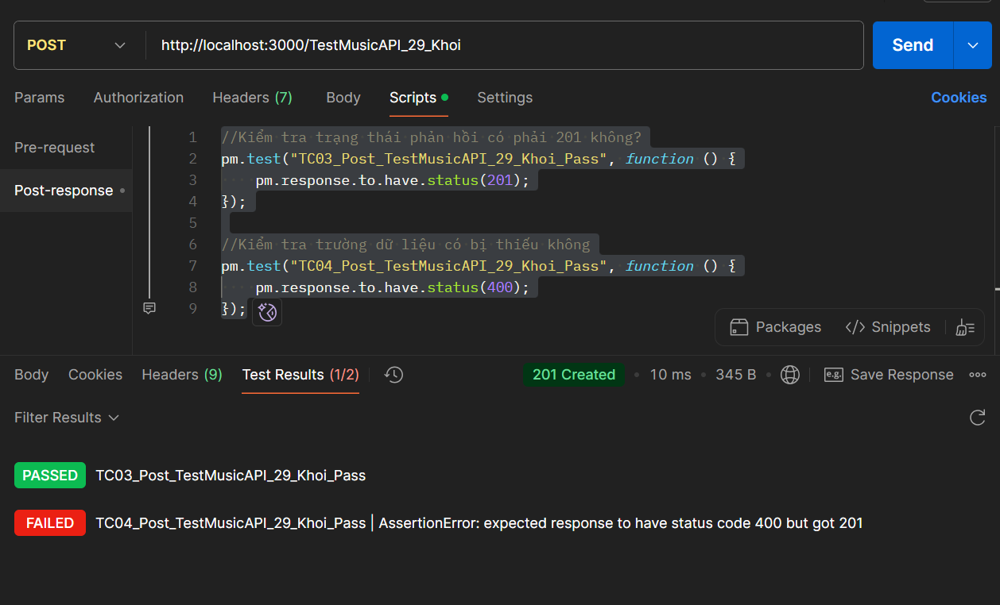 POST http://localhost:3000/TestMusicAPI_29_Khoi Send
Params Authorization Headers (7) Body Scripts Settings Cookies
Pre-request
Post-response
1 //Kiểm tra trạng thái phản hồi có phải 201 không?
2 pm.test("TC03_Post_TestMusicAPI_29_Khoi_Pass", function () {
3 pm.response.to.have.status(201);
4 });
5
6 //Kiểm tra trường dữ liệu có bị thiếu không
7 pm.test("TC04_Post_TestMusicAPI_29_Khoi_Pass", function () {
8 pm.response.to.have.status(400);
9 });
Packages </> Snippets
Body Cookies Headers (9) Test Results (1/2) 201 Created • 10 ms • 345 B • e.g. Save Response
Filter Results
PASSED TC03_Post_TestMusicAPI_29_Khoi_Pass
FAILED TC04_Post_TestMusicAPI_29_Khoi_Pass | AssertionError: expected response to have status code 400 but got 201